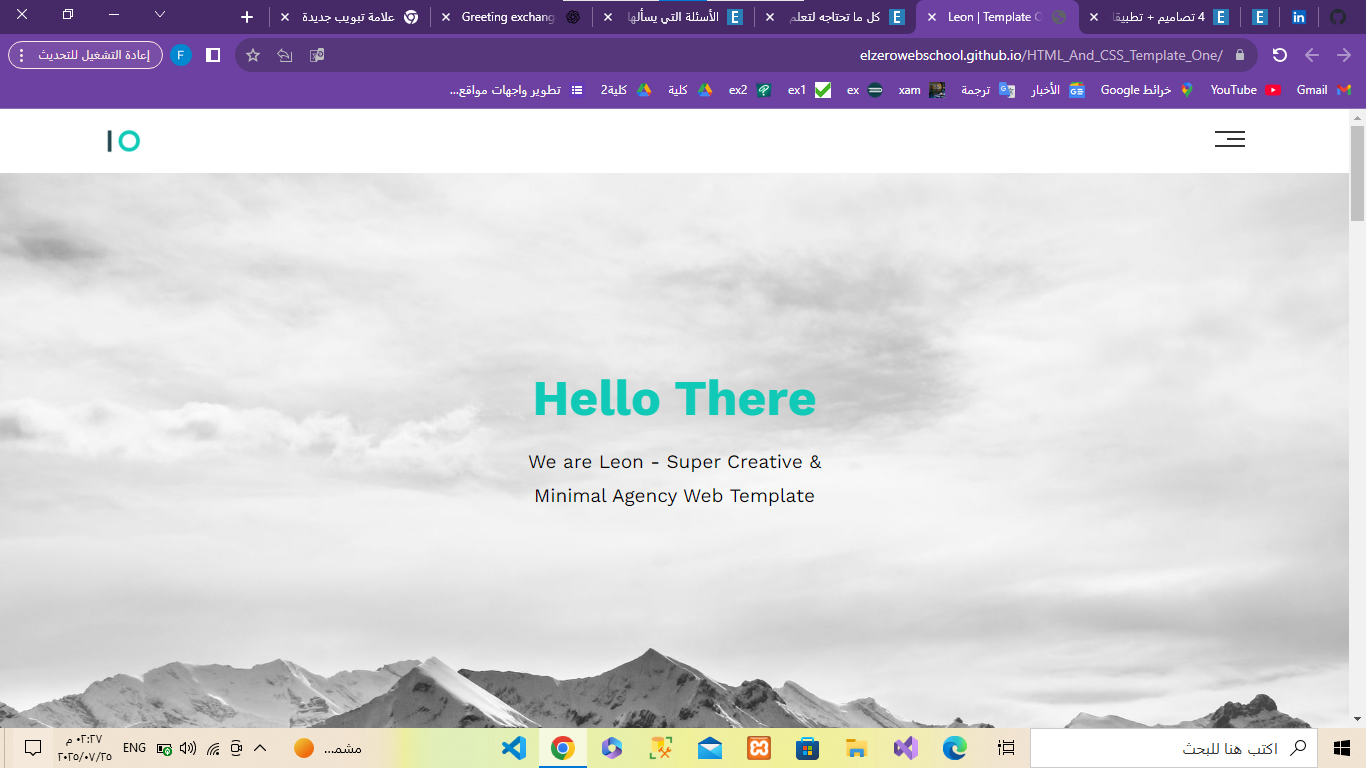 4 تصاميم + تطبيقا
Leon | Template O
كل ما تحتاجه لتعلم
الأسئلة التي يسألها
Greeting exchang
علامة تبويب جديدة
elzerowebschool.github.io/HTML_And_CSS_Template_One/
F
إعادة التشغيل للتحديث
Gmail
YouTube
خرائط Google
الأخبار
ترجمة
xam
ex
ex1
ex2
كلية
كلية2
تطوير واجهات مواقع...
Hello There
We are Leon - Super Creative &
Minimal Agency Web Template
اكتب هنا للبحث
مشمـ...
ENG
٠٢:٢٧ م
٢٠٢٥/٠٧/٢٥